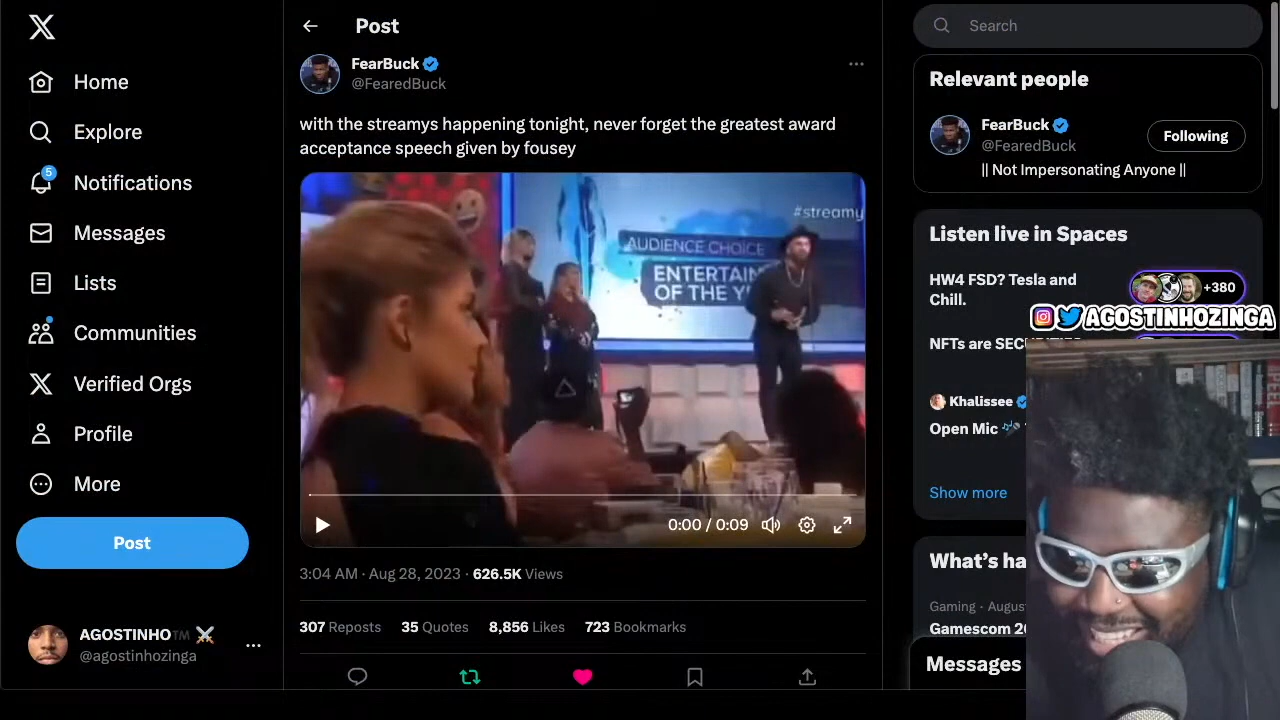 Home
Explore
5
Notifications
Messages
Lists
Communities
Verified Orgs
Profile
More
Post
AGOSTINHO™
@agostinhozinga
Post
FearBuck
@FearedBuck
with the streamys happening tonight, never forget the greatest award
acceptance speech given by fousey
#streamy
AUDIENCE CHOICE
ENTERTAIN
OF THE Y
0:00 / 0:09
3:04 AM · Aug 28, 2023 · 626.5K Views
307 Reposts 35 Quotes 8,856 Likes 723 Bookmarks
Search
Relevant people
FearBuck
@FearedBuck
Following
|| Not Impersonating Anyone ||
Listen live in Spaces
HW4 FSD? Tesla and
Chill.
+380
AGOSTINHOZINGA
NFTs are SEC
Khalissee
Open Mic
Show more
What's ha
Gaming · Augus
Gamescom 20
Messages